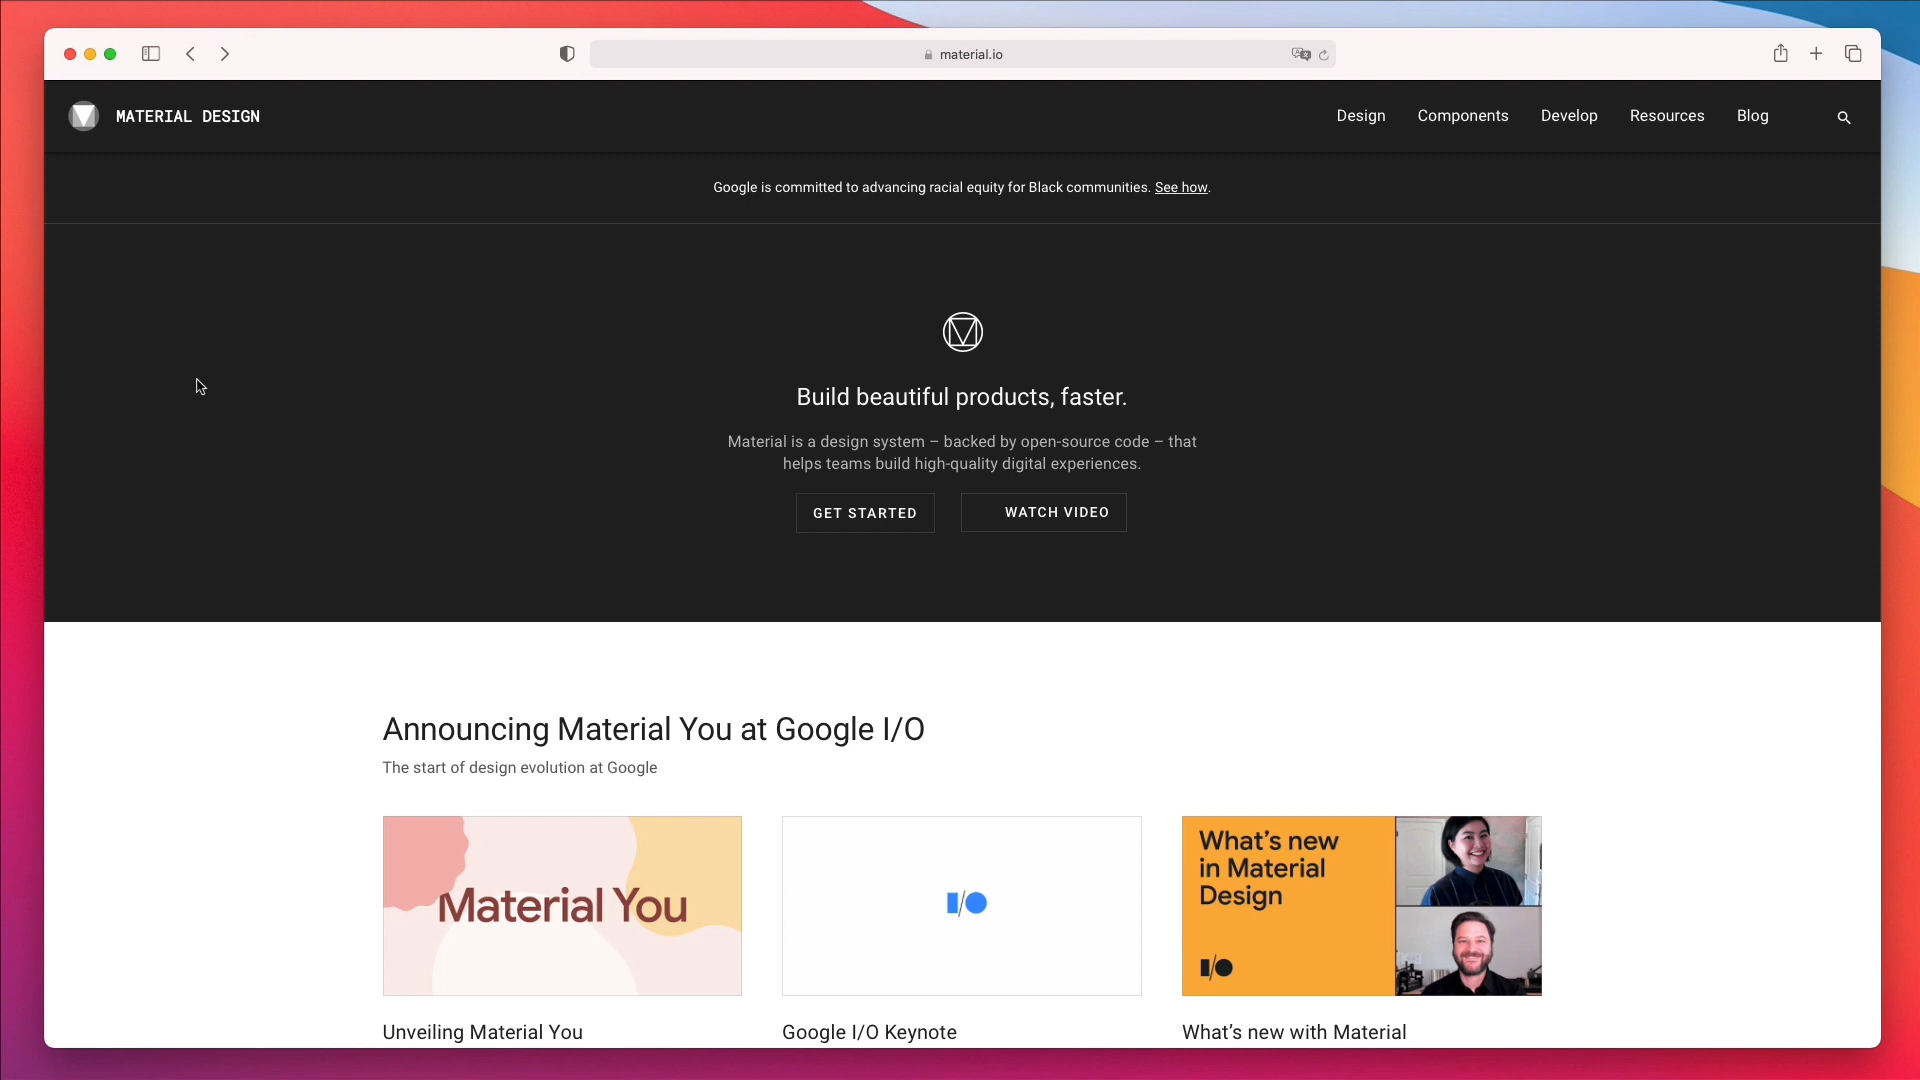 material.io
MATERIAL DESIGN
Design Components Develop Resources Blog
Google is committed to advancing racial equity for Black communities. See how.
Build beautiful products, faster.
Material is a design system – backed by open-source code – that
helps teams build high-quality digital experiences.
GET STARTED WATCH VIDEO
Announcing Material You at Google I/O
The start of design evolution at Google
Material You
I/O
What’s new
in Material
Design
I/O
Unveiling Material You
Google I/O Keynote
What’s new with Material